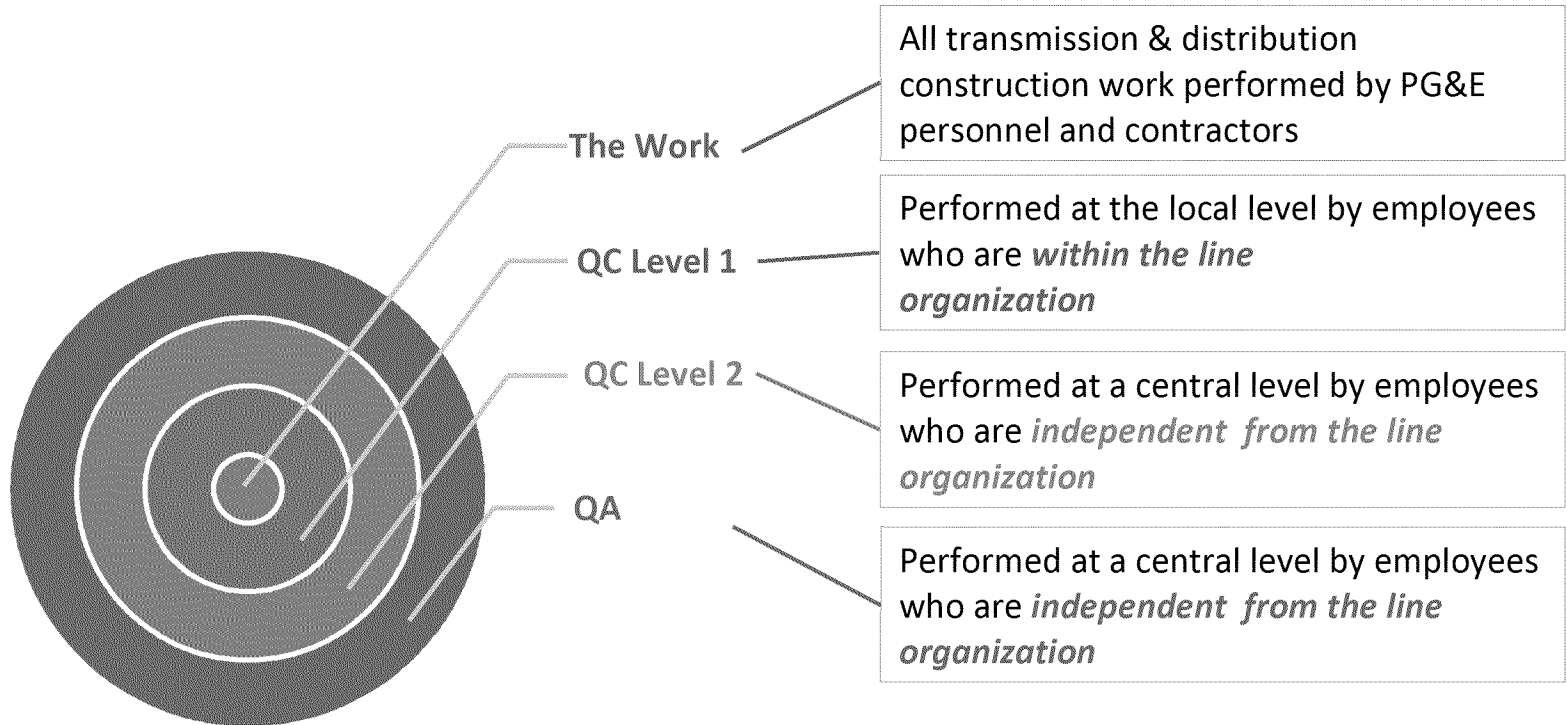 The Work
All transmission & distribution
construction work performed by PG&E
personnel and contractors
QC Level 1
Performed at the local level by employees
who are within the line
organization
QC Level 2
Performed at a central level by employees
who are independent from the line
organization
QA
Performed at a central level by employees
who are independent from the line
organization